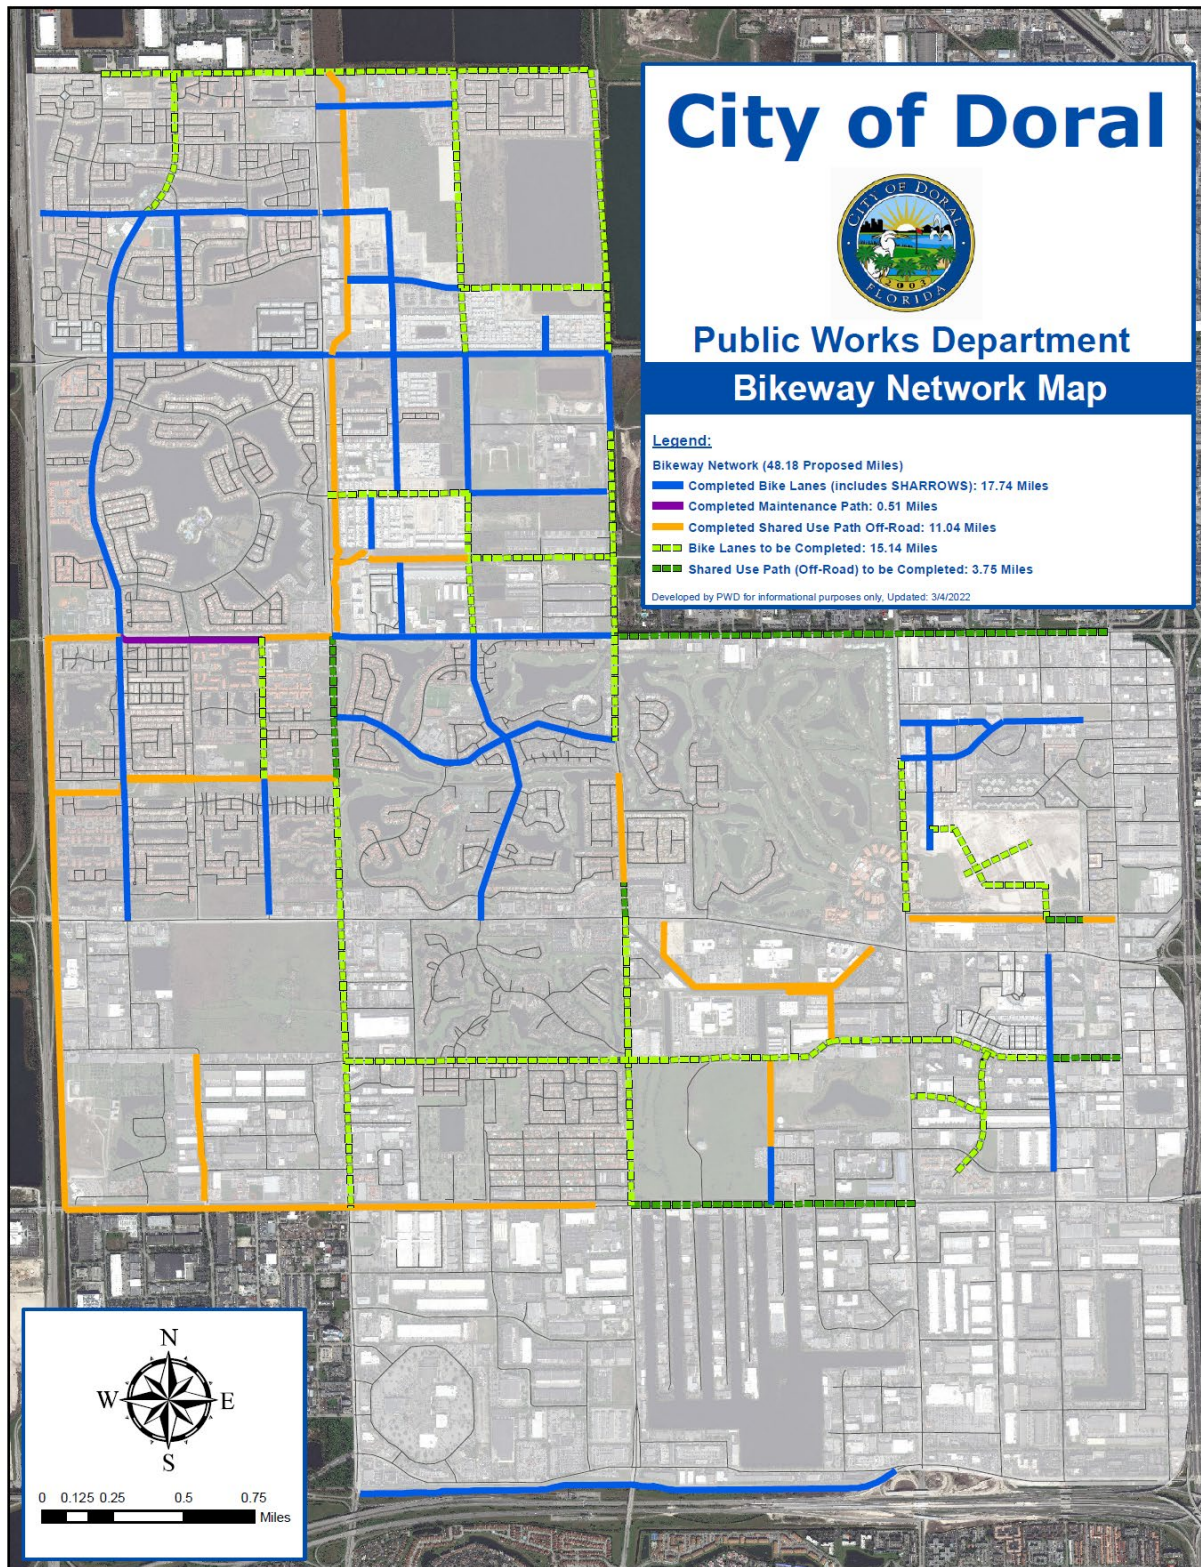 City of Doral
CITY OF DORAL
2003
FLORIDA
Public Works Department
Bikeway Network Map
Legend:
Bikeway Network (48.18 Proposed Miles)
Completed Bike Lanes (includes SHARROWS): 17.74 Miles
Completed Maintenance Path: 0.51 Miles
Completed Shared Use Path Off-Road: 11.04 Miles
Bike Lanes to be Completed: 15.14 Miles
Shared Use Path (Off-Road) to be Completed: 3.75 Miles
Developed by PWD for informational purposes only, Updated: 3/4/2022
N
W E
S
0 0.125 0.25 0.5 0.75
Miles